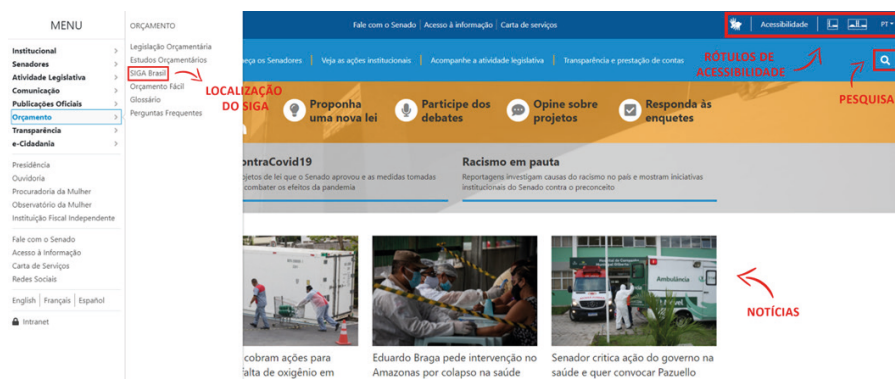 MENU
Institucional
Senadores
Atividade Legislativa
Comunicação
Publicações Oficiais
Orçamento
Transparência
e-Cidadania
Presidência
Ouvidoria
Procuradoria da Mulher
Observatório da Mulher
Instituição Fiscal Independente
Fale com o Senado
Acesso à Informação
Carta de Serviços
Redes Sociais
English | Français | Español
Intranet
ORÇAMENTO
Legislação Orçamentária
Estudos Orçamentários
SIGA Brasil
Orçamento Fácil
Glossário
Perguntas Frequentes
LOCALIZAÇÃO
DO SIGA
Fale com o Senado | Acesso à informação | Carta de serviços
Acessibilidade
PT
os Senadores | Veja as ações institucionais | Acompanhe a atividade legislativa | Transparência e prestação de contas
RÓTULOS DE
ACESSIBILIDADE
PESQUISA
Proponha
uma nova lei
Participe dos
debates
Opine sobre
projetos
Responda às
enquetes
ontraCovid19
ojetos de lei que o Senado aprovou e as medidas tomadas
combater os efeitos da pandemia
Racismo em pauta
Reportagens investigam causas do racismo no país e mostram iniciativas
institucionais do Senado contra o preconceito
Ambulância
NOTÍCIAS
cobram ações para
falta de oxigênio em
Eduardo Braga pede intervenção no
Amazonas por colapso na saúde
Senador critica ação do governo na
saúde e quer convocar Pazuello